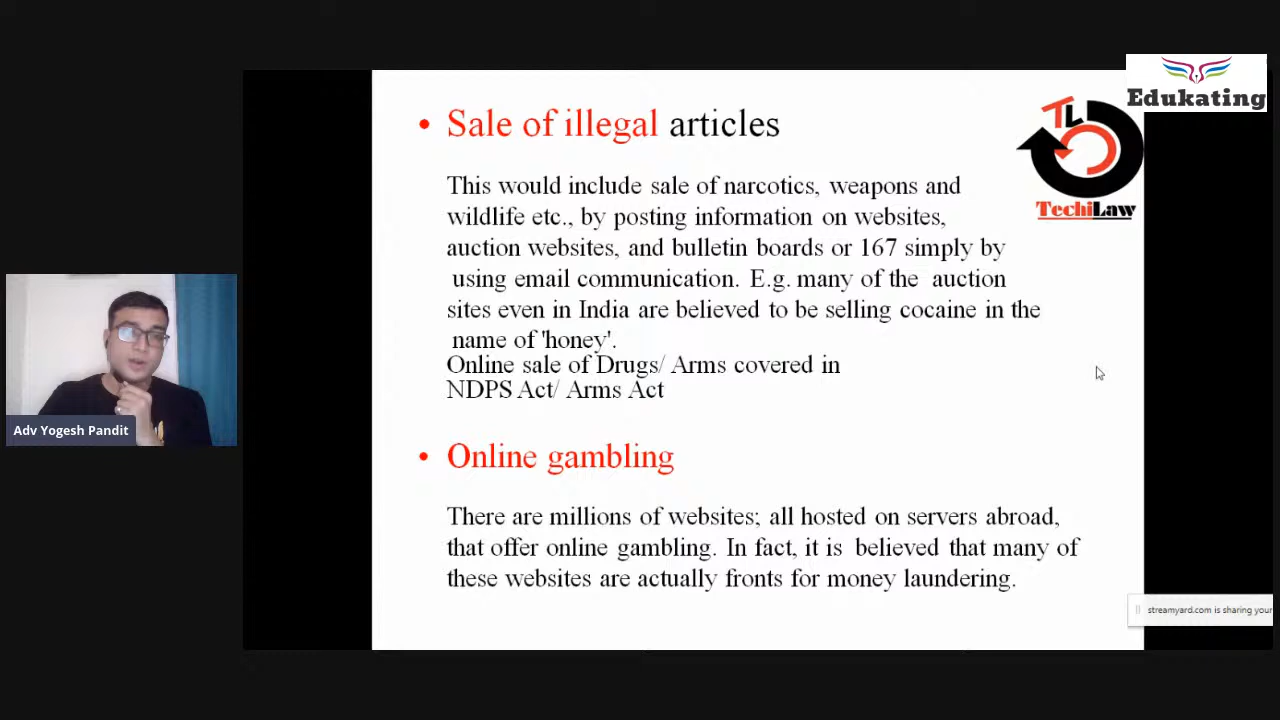 Edukating
• Sale of illegal articles
TL
TechiLaw
This would include sale of narcotics, weapons and
wildlife etc., by posting information on websites,
auction websites, and bulletin boards or 167 simply by
using email communication. E.g. many of the auction
sites even in India are believed to be selling cocaine in the
name of 'honey'.
Online sale of Drugs/ Arms covered in
NDPS Act/ Arms Act
Adv Yogesh Pandit
• Online gambling
There are millions of websites; all hosted on servers abroad,
that offer online gambling. In fact, it is believed that many of
these websites are actually fronts for money laundering.
streamyard.com is sharing your